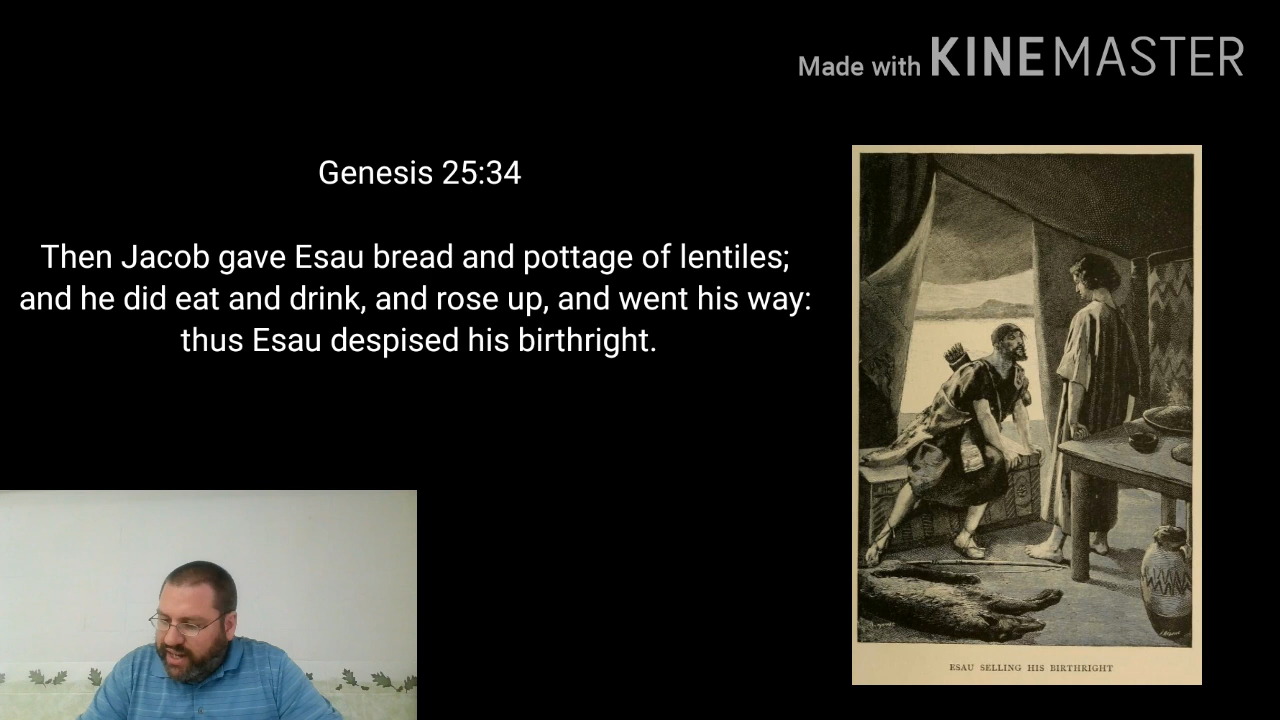 Made with KINEMASTER
Genesis 25:34
Then Jacob gave Esau bread and pottage of lentiles;
and he did eat and drink, and rose up, and went his way:
thus Esau despised his birthright.
ESAU SELLING HIS BIRTHRIGHT